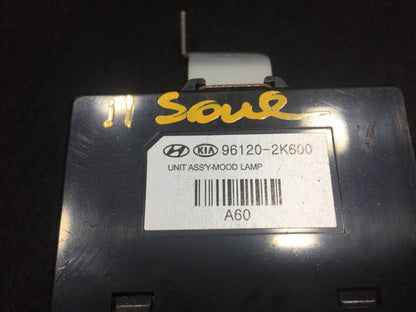 11 Soul
KIA 96120-2K600
UNIT ASS'Y-MOOD LAMP
A60